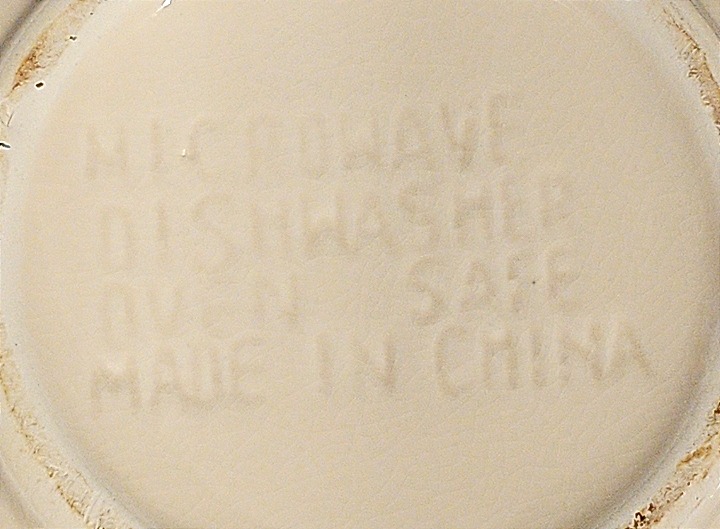 MICROWAVE
DISHWASHER
OVEN SAFE
MADE IN CHINA